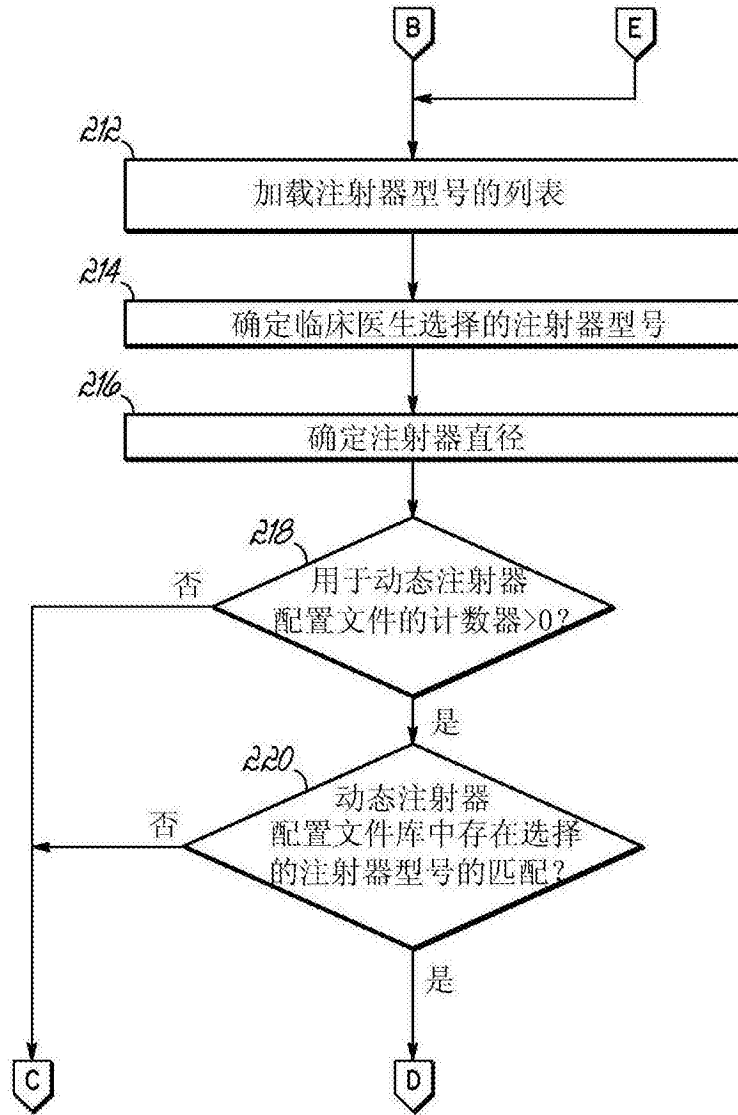 B
E
212
加载注射器型号的列表
214
确定临床医生选择的注射器型号
216
确定注射器直径
218
否
用于动态注射器
配置文件的计数器>0?
是
220
否
动态注射器
配置文件库中存在选择
的注射器型号的匹配?
是
C
D